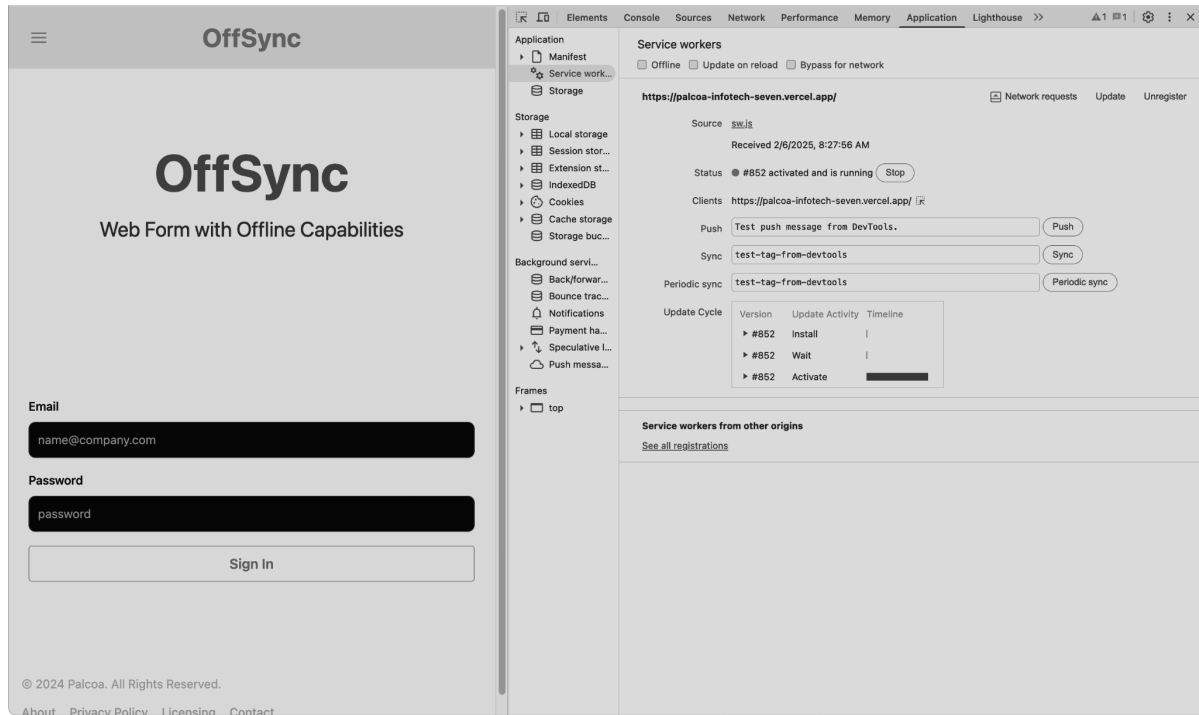 OffSync
OffSync
Web Form with Offline Capabilities
Email
name@company.com
Password
password
Sign In
© 2024 Palcoa. All Rights Reserved.
About Privacy Policy Licensing Contact
Elements Console Sources Network Performance Memory Application Lighthouse 1 1
Application
Manifest
Service work...
Storage
Storage
Local storage
Session stor...
Extension st...
IndexedDB
Cookies
Cache storage
Storage buc...
Background servi...
Back/forwar...
Bounce trac...
Notifications
Payment ha...
Speculative l...
Push messa...
Frames
top
Service workers
Offline Update on reload Bypass for network
https://palcoa-infotech-seven.vercel.app/ Network requests Update Unregister
Source sw.js
Received 2/6/2025, 8:27:56 AM
Status #852 activated and is running Stop
Clients https://palcoa-infotech-seven.vercel.app/
Push Test push message from DevTools. Push
Sync test-tag-from-devtools Sync
Periodic sync test-tag-from-devtools Periodic sync
Update Cycle Version Update Activity Timeline
#852 Install
#852 Wait
#852 Activate
Service workers from other origins
See all registrations